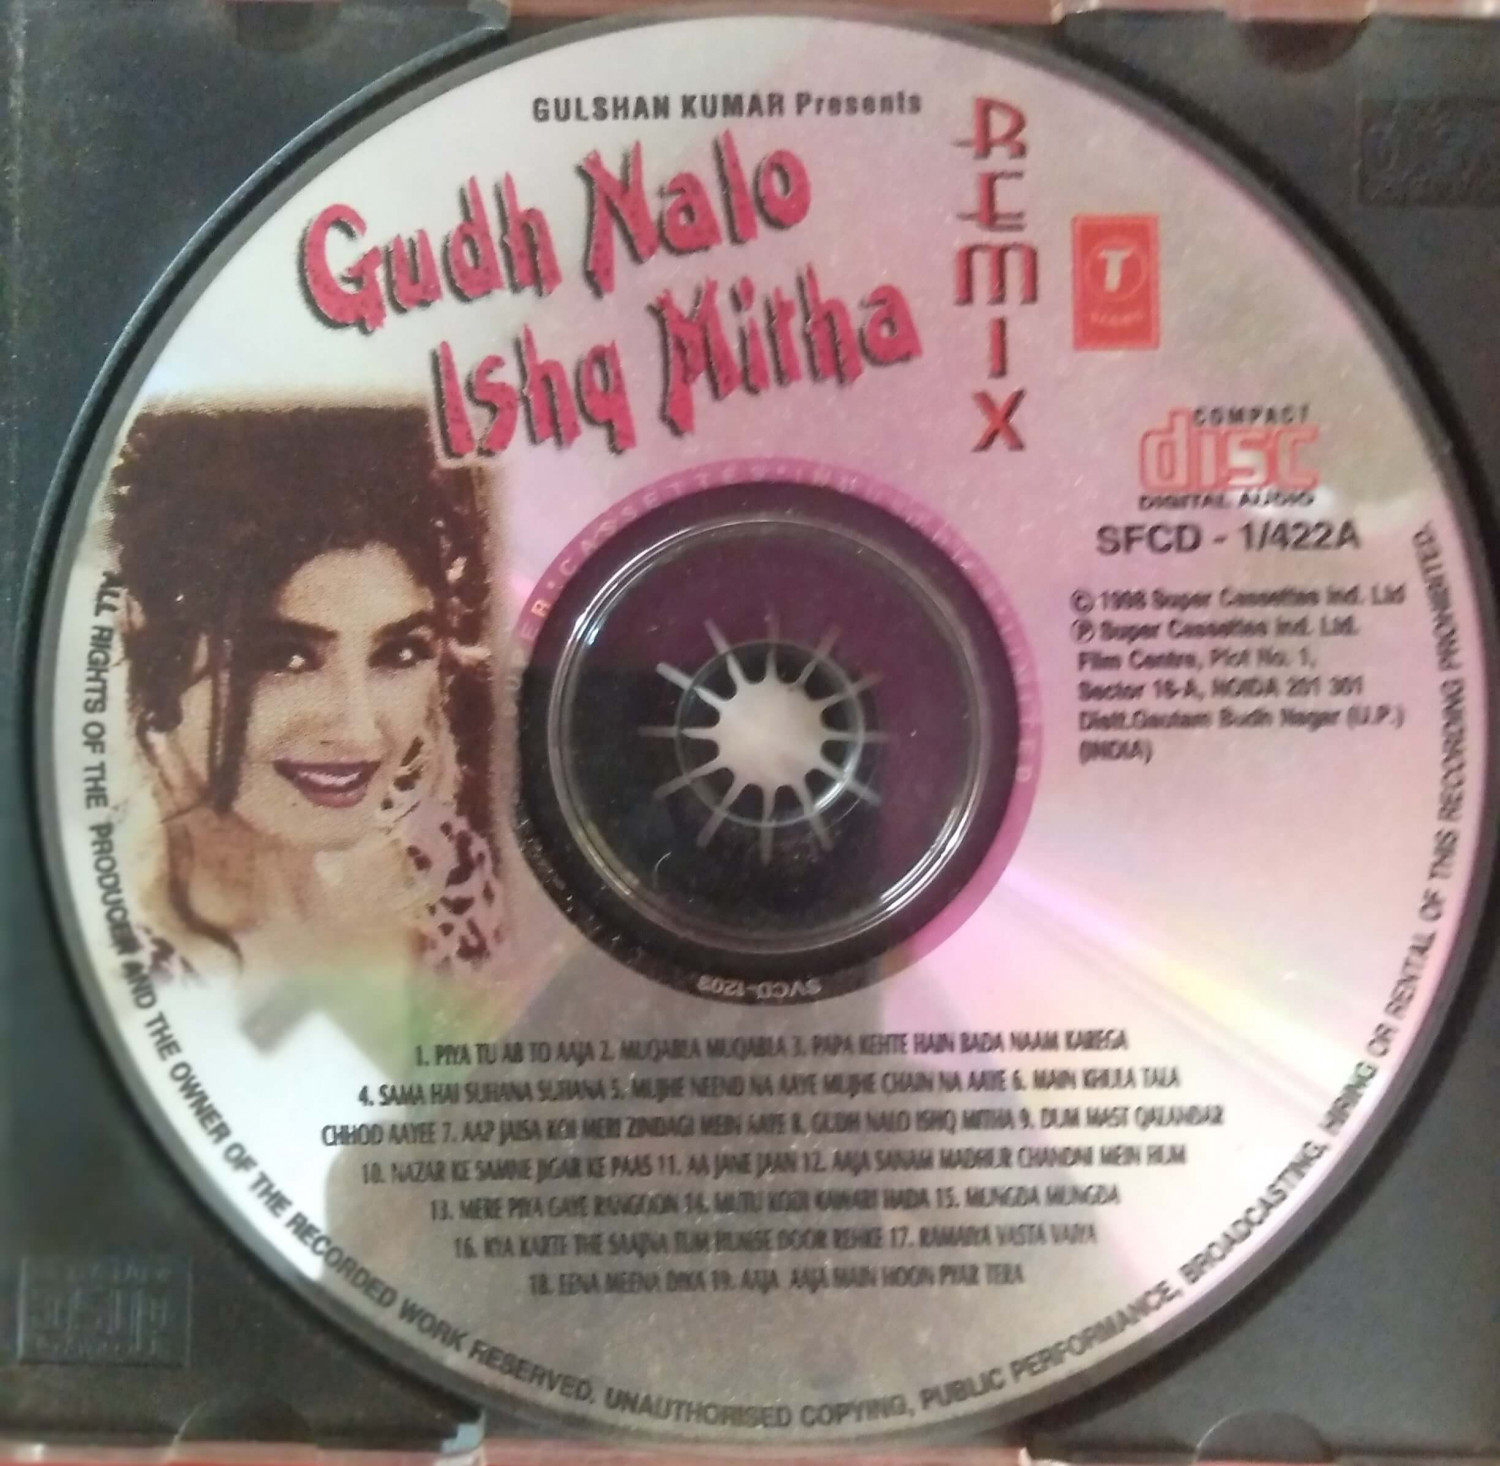 GULSHAN KUMAR Presents
Gudh Nalo
Ishq Mitha
REMIX
T
SERIES
COMPACT
disc
DIGITAL AUDIO
SFCD - 1/422A
© 1998 Super Cassettes Ind. Ltd
℗ Super Cassettes Ind. Ltd.
Film Centre, Plot No. 1,
Sector 16-A, NOIDA 201 301
Distt.Gautam Budh Nagar (U.P.)
(INDIA)
SVCD-1203
1. PIYA TU AB TO AAJA 2. MUQABLA MUQABLA 3. PAPA KEHTE HAIN BADA NAAM KAREGA
4. SAMA HAI SUHANA SUHANA 5. MUJHE NEEND NA AAYE MUJHE CHAIN NA AAYE 6. MAIN KHULA TALA
CHHOD AAYEE 7. AAP JAISA KOI MERI ZINDAGI MEIN AAYE 8. GUDH NALO ISHQ MITHA 9. DUM MAST QALANDAR
10. NAZAR KE SAMNE JIGAR KE PAAS 11. AA JANE JAAN 12. AAJA SANAM MADHUR CHANDNI MEIN HUM
13. MERE PIYA GAYE RANGOON 14. MUTU KODI KAWARI HADA 15. MUNGDA MUNGDA
16. KYA KARTE THE SAAJNA TUM HUMSE DOOR REHKE 17. RAMAIYA VASTA VAIYA
18. EENA MEENA DIKA 19. AAJA AAJA MAIN HOON PYAR TERA
ALL RIGHTS OF THE PRODUCER AND THE OWNER OF THE RECORDED WORK RESERVED. UNAUTHORISED COPYING, PUBLIC PERFORMANCE, BROADCASTING, HIRING OR RENTAL OF THIS RECORDING PROHIBITED.